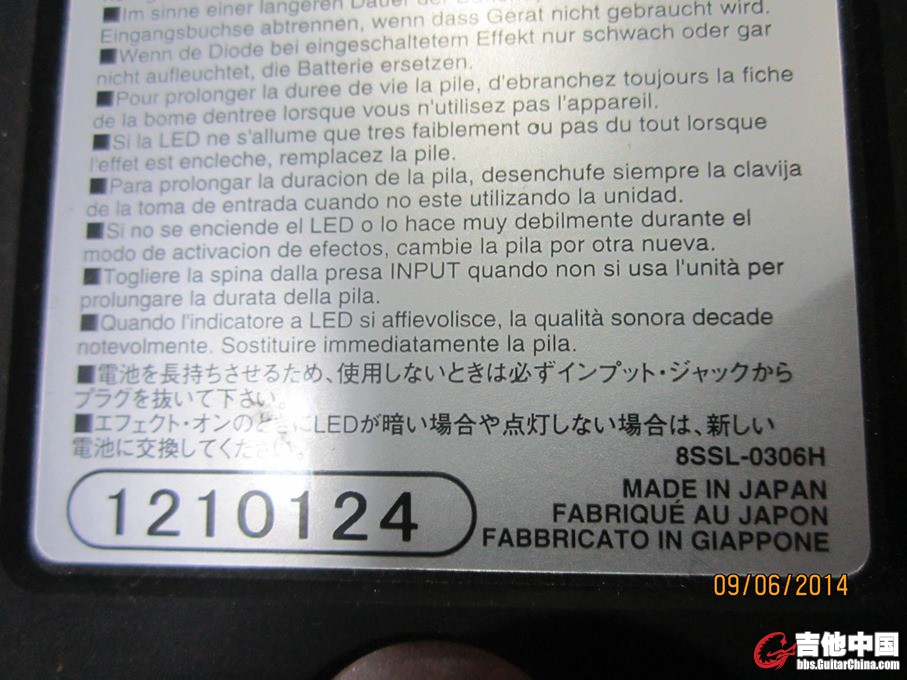 ■Im sinne einer langeren Dauer der
Eingangsbuchse abtrennen, wenn dass Gerat nicht gebraucht wird.
■Wenn de Diode bei eingeschaltetem Effekt nur schwach oder gar
nicht aufleuchtet, die Batterie ersetzen.
■Pour prolonger la duree de vie la pile, d'ebranchez toujours la fiche
de la bome dentree lorsque vous n'utilisez pas l'appareil.
■Si la LED ne s'allume que tres faiblement ou pas du tout lorsque
l'effet est encleche, remplacez la pile.
■Para prolongar la duracion de la pila, desenchufe siempre la clavija
de la toma de entrada cuando no este utilizando la unidad.
■Si no se enciende el LED o lo hace muy debilmente durante el
modo de activacion de efectos, cambie la pila por otra nueva.
■Togliere la spina dalla presa INPUT quando non si usa l'unità per
prolungare la durata della pila.
■Quando l'indicatore a LED si affievolisce, la qualità sonora decade
notevolmente. Sostituire immediatamente la pila.
■電池を長持ちさせるため、使用しないときは必ずインプット・ジャックから
プラグを抜いて下さい。
■エフェクト・オンのときにLEDが暗い場合や点灯しない場合は、新しい
電池に交換してください。
8SSL-0306H
1210124
MADE IN JAPAN
FABRIQUÉ AU JAPON
FABBRICATO IN GIAPPONE
09/06/2014
吉他中国
bbs.GuitarChina.com